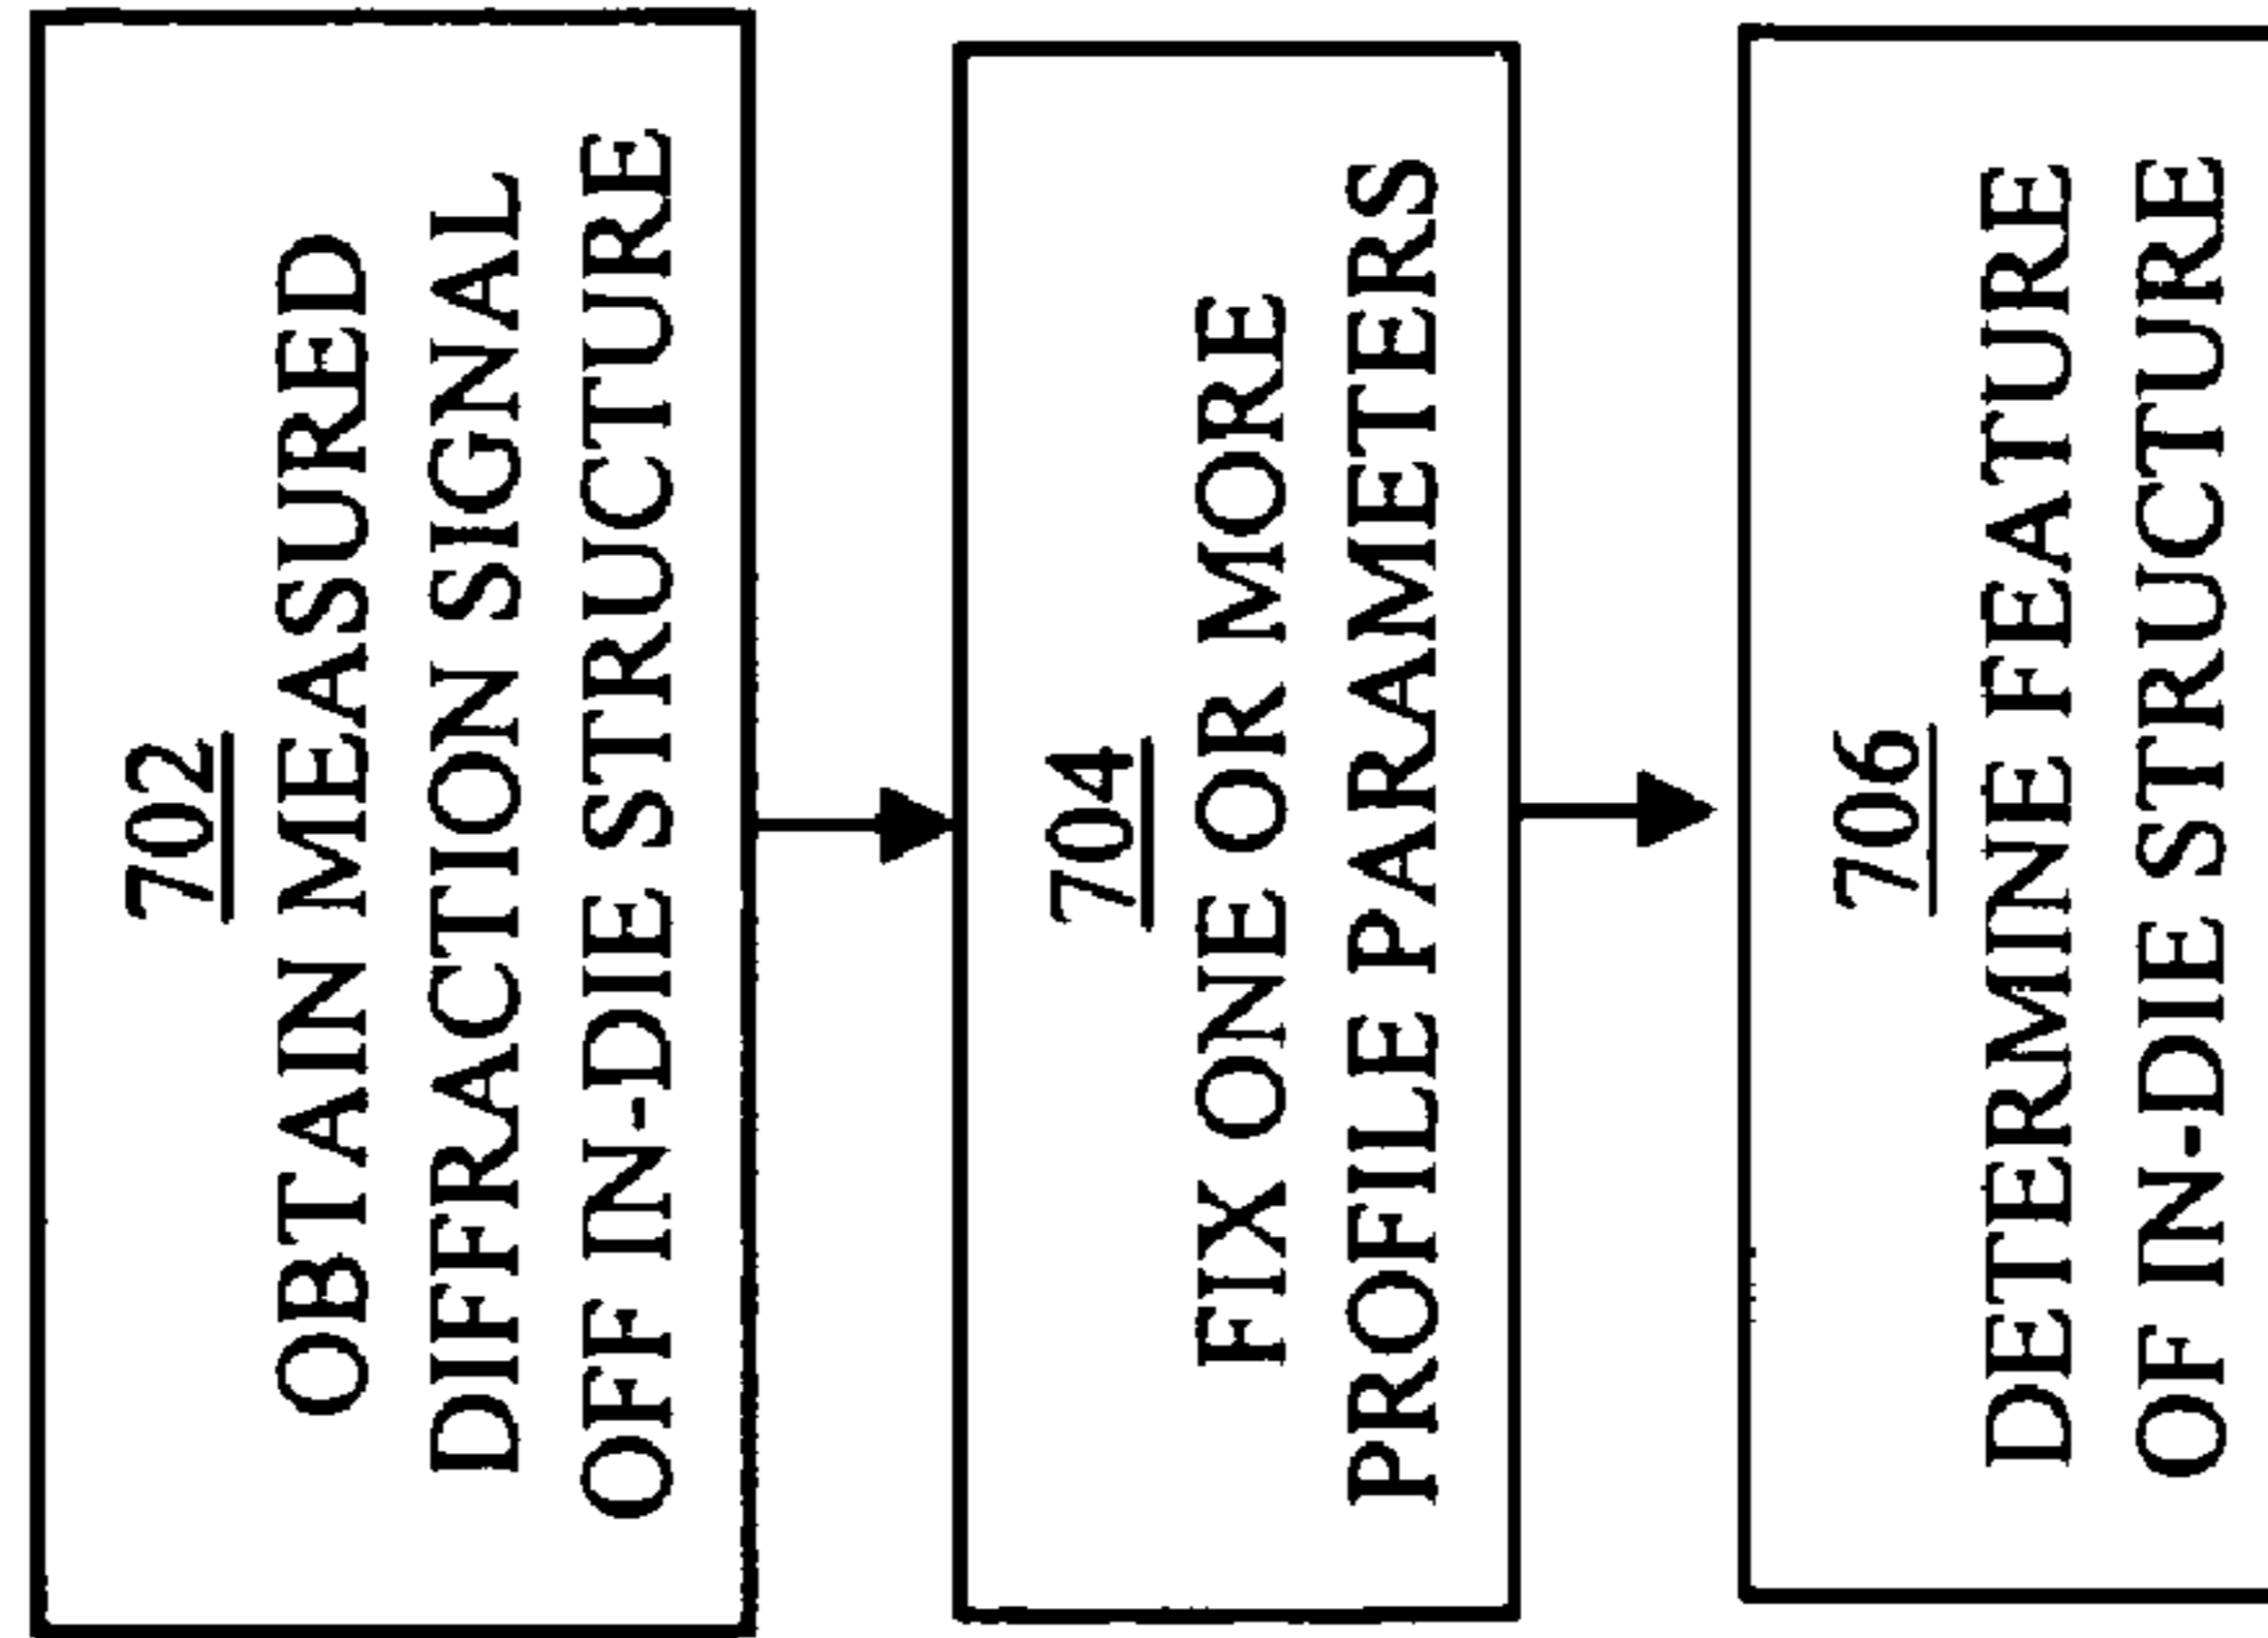 702
OBTAIN MEASURED
DIFFRACTION SIGNAL
OFF IN-DIE STRUCTURE
704
FIX ONE OR MORE
PROFILE PARAMETERS
706
DETERMINE FEATURE
OF IN-DIE STRUCTURE